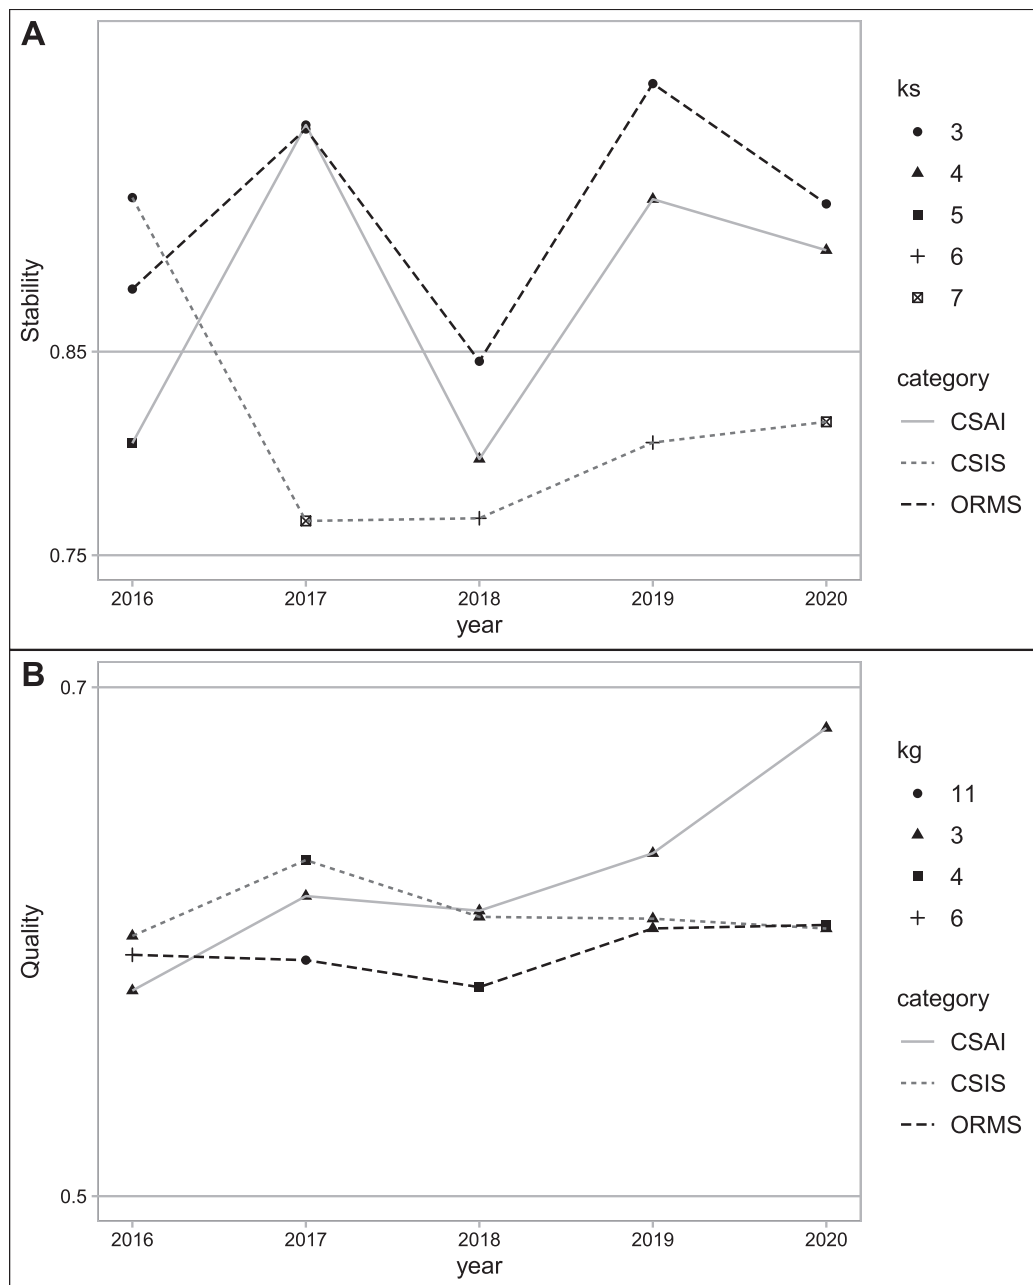 A
Stability
0.85
0.75
2016 2017 2018 2019 2020
year
ks
3
4
5
6
7
category
CSAI
CSIS
ORMS
B
Quality
0.7
0.5
2016 2017 2018 2019 2020
year
kg
11
3
4
6
category
CSAI
CSIS
ORMS